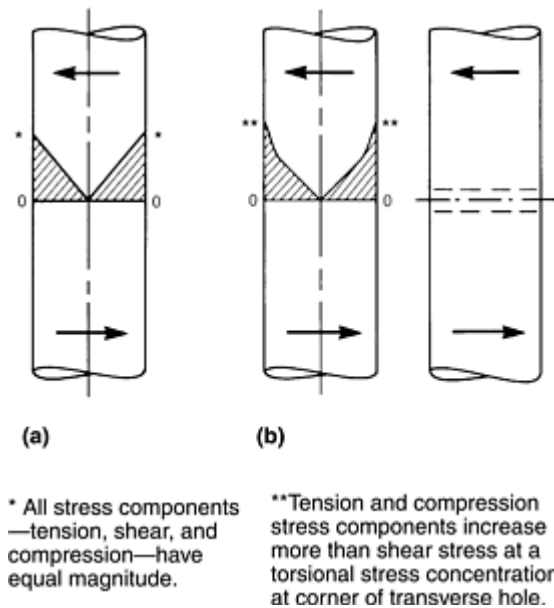 * *
0 0
** **
0 0
(a)
(b)
* All stress components
—tension, shear, and
compression—have
equal magnitude.
**Tension and compression
stress components increase
more than shear stress at a
torsional stress concentration
at corner of transverse hole.